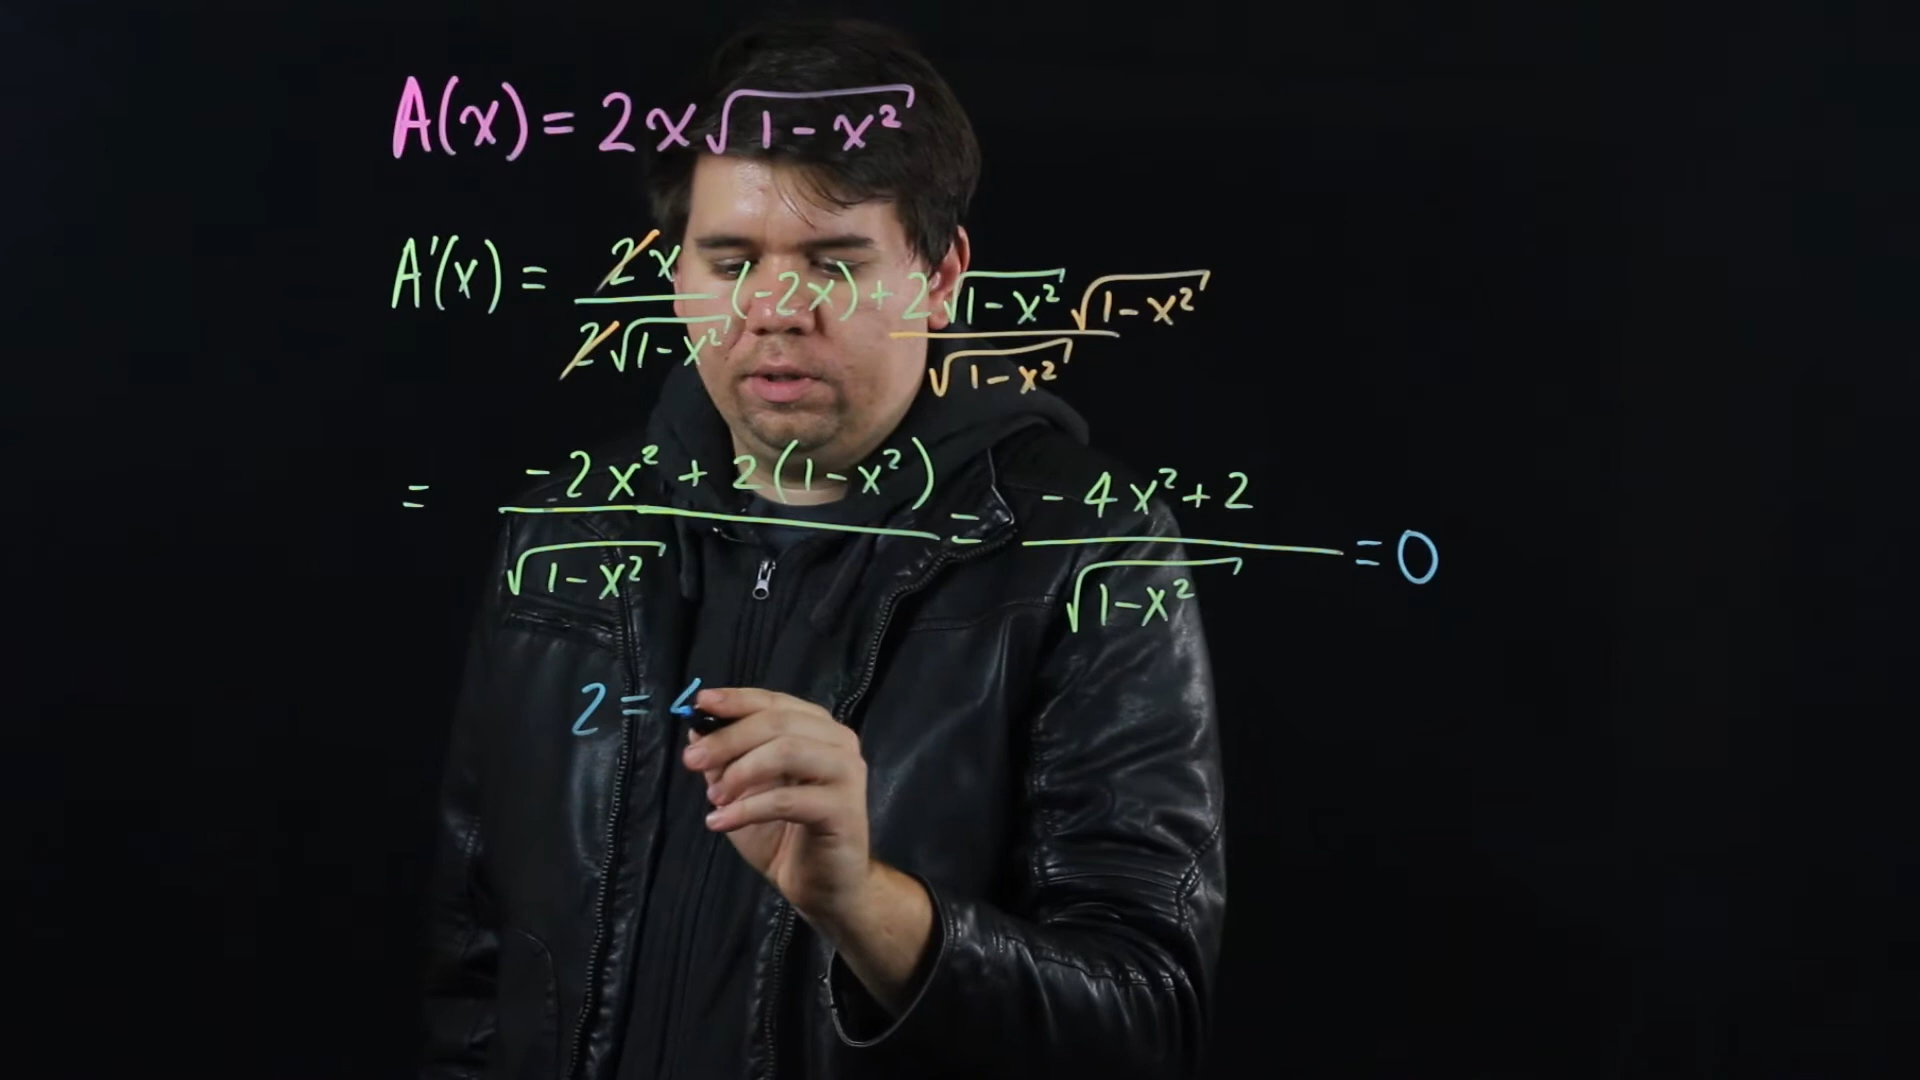 A(x) = 2x√(1-x²)
A'(x) = 2x/(2√(1-x²)) (-2x) + 2√(1-x²)√(1-x²)/√(1-x²)
= (-2x² + 2(1-x²))/√(1-x²) = (-4x²+2)/√(1-x²) = 0
2 = 4